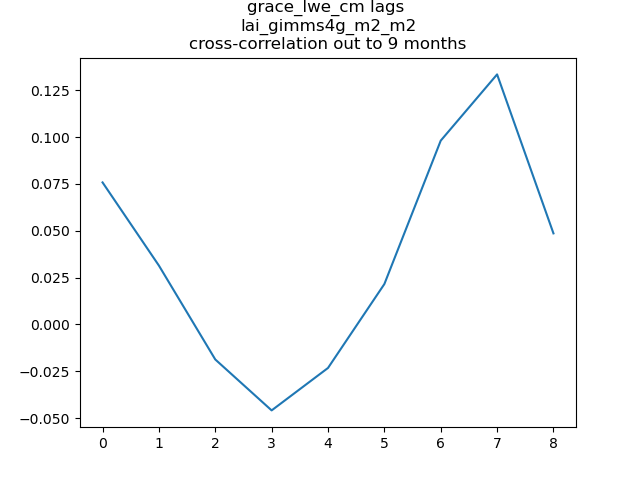 grace_lwe_cm lags
lai_gimms4g_m2_m2
cross-correlation out to 9 months
0.125
0.100
0.075
0.050
0.025
0.000
−0.025
−0.050
0 1 2 3 4 5 6 7 8